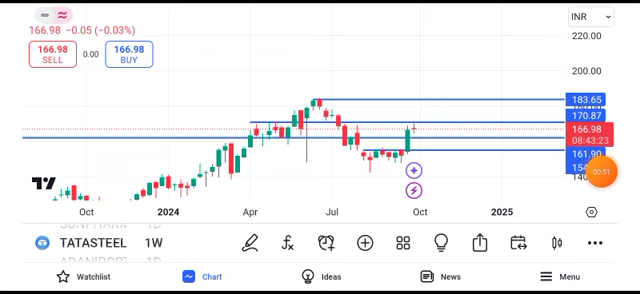 166.98 −0.05 (−0.03%)
166.98
SELL
0.00
166.98
BUY
INR
220.00
200.00
183.65
170.87
166.98
08:43:23
161.90
00:51
Oct
2024
Apr
Jul
Oct
2025
TATASTEEL 1W
Watchlist
Chart
Ideas
News
Menu